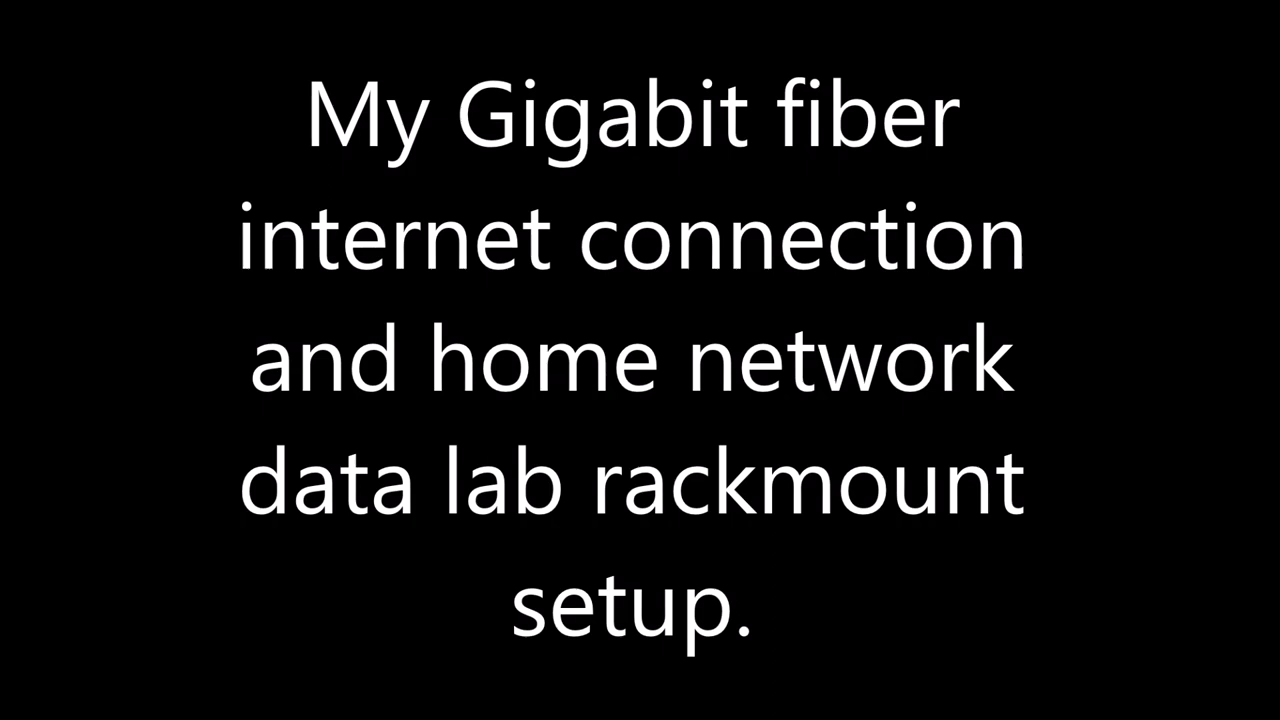 My Gigabit fiber
internet connection
and home network
data lab rackmount
setup.